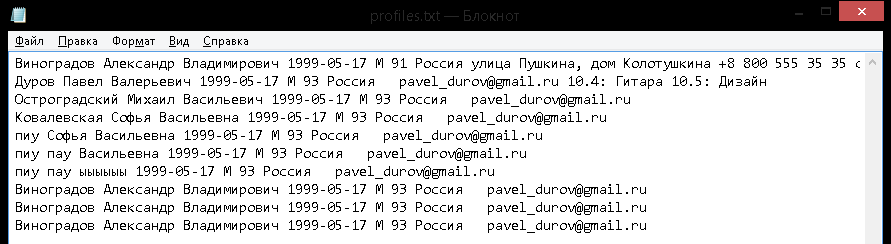 profiles.txt — Блокнот
Файл Правка Формат Вид Справка
Виноградов Александр Владимирович 1999-05-17 М 91 Россия улица Пушкина, дом Колотушкина +8 800 555 35 35
Дуров Павел Валерьевич 1999-05-17 М 93 Россия   pavel_durov@gmail.ru 10.4: Гитара 10.5: Дизайн
Остроградский Михаил Васильевич 1999-05-17 М 93 Россия   pavel_durov@gmail.ru
Ковалевская Софья Васильевна 1999-05-17 М 93 Россия   pavel_durov@gmail.ru
пиу Софья Васильевна 1999-05-17 М 93 Россия   pavel_durov@gmail.ru
пиу пау Васильевна 1999-05-17 М 93 Россия   pavel_durov@gmail.ru
пиу пау ыыыыыы 1999-05-17 М 93 Россия   pavel_durov@gmail.ru
Виноградов Александр Владимирович 1999-05-17 М 93 Россия   pavel_durov@gmail.ru
Виноградов Александр Владимирович 1999-05-17 М 93 Россия   pavel_durov@gmail.ru
Виноградов Александр Владимирович 1999-05-17 М 93 Россия   pavel_durov@gmail.ru